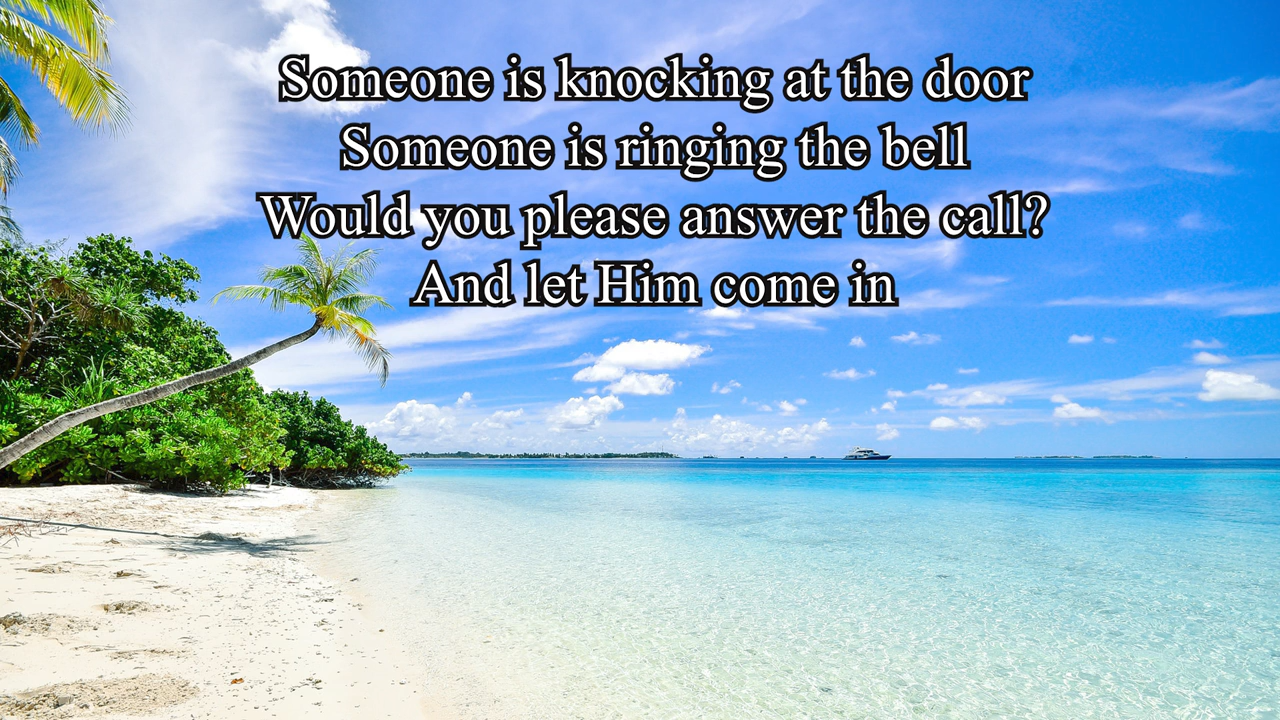 Someone is knocking at the door
Someone is ringing the bell
Would you please answer the call?
And let Him come in